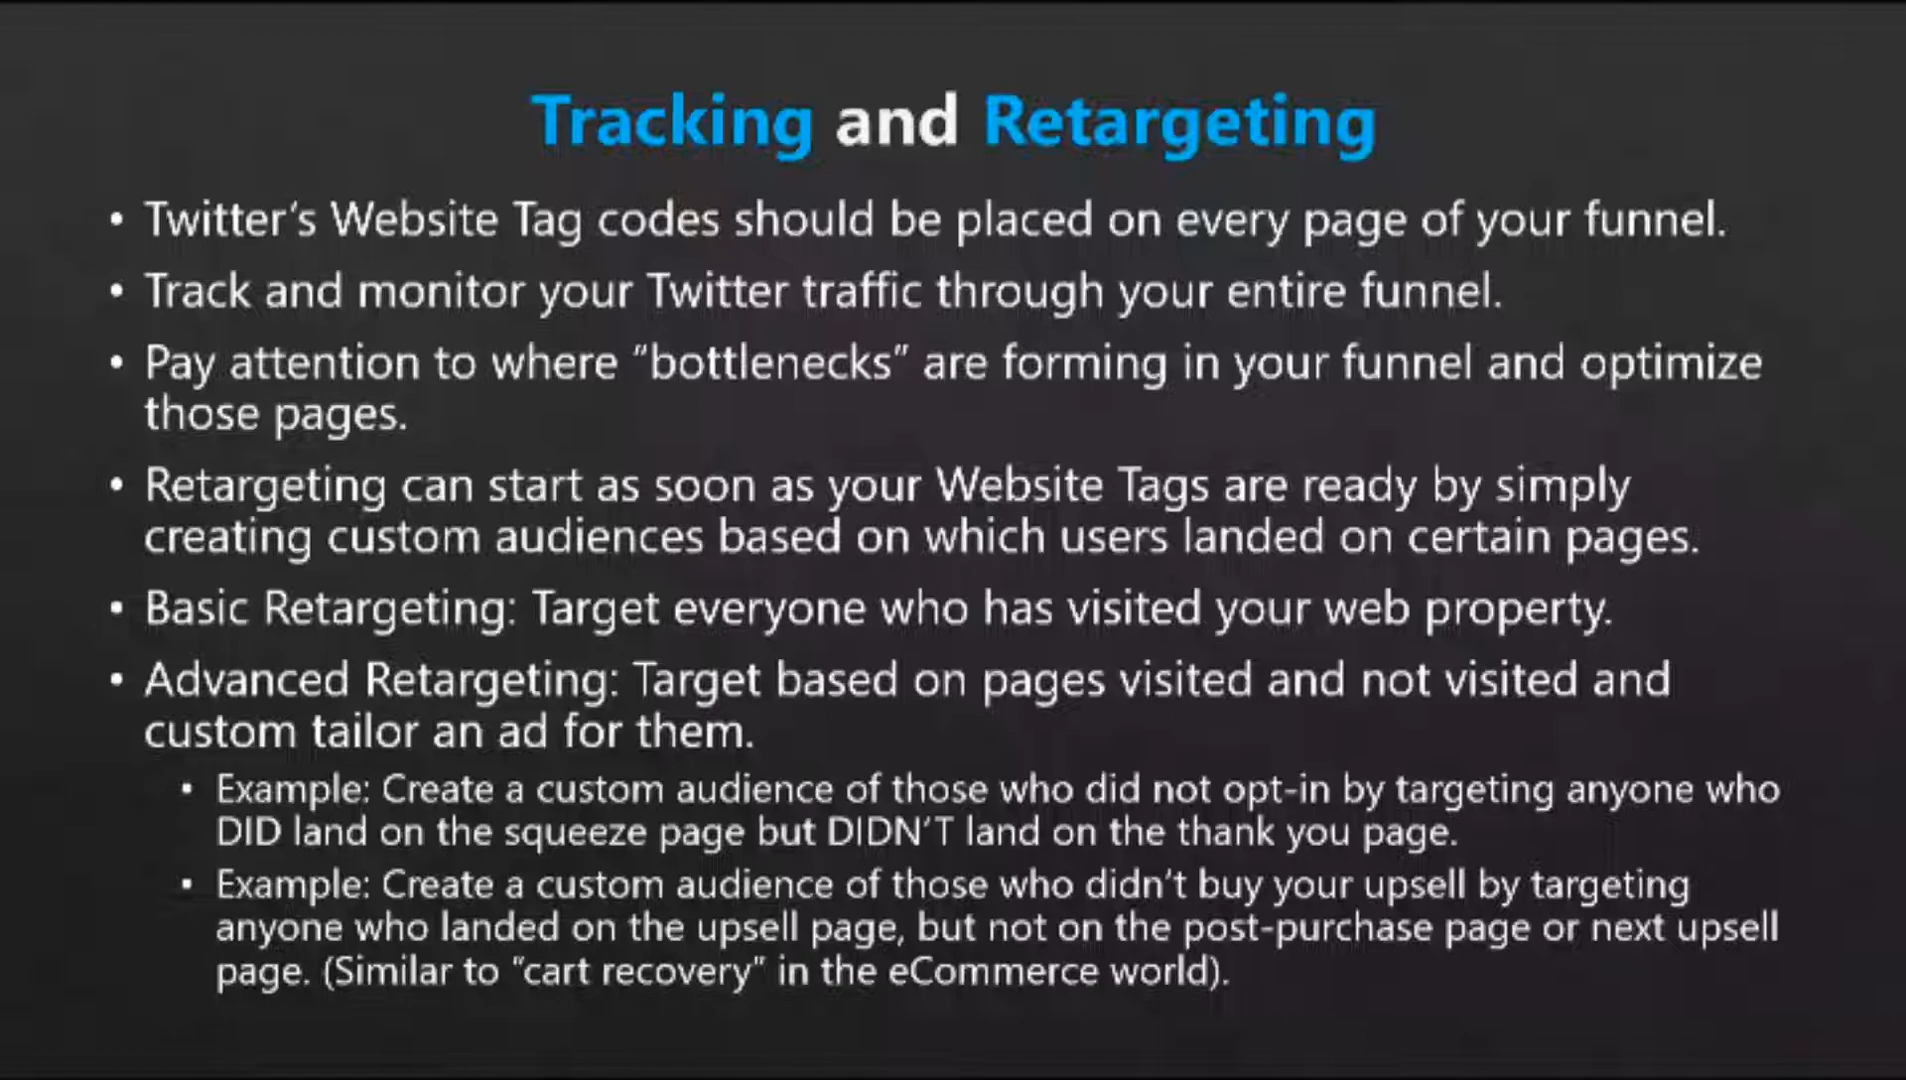 Tracking and Retargeting
• Twitter’s Website Tag codes should be placed on every page of your funnel.
• Track and monitor your Twitter traffic through your entire funnel.
• Pay attention to where “bottlenecks” are forming in your funnel and optimize
those pages.
• Retargeting can start as soon as your Website Tags are ready by simply
creating custom audiences based on which users landed on certain pages.
• Basic Retargeting: Target everyone who has visited your web property.
• Advanced Retargeting: Target based on pages visited and not visited and
custom tailor an ad for them.
• Example: Create a custom audience of those who did not opt-in by targeting anyone who
DID land on the squeeze page but DIDN’T land on the thank you page.
• Example: Create a custom audience of those who didn’t buy your upsell by targeting
anyone who landed on the upsell page, but not on the post-purchase page or next upsell
page. (Similar to “cart recovery” in the eCommerce world).